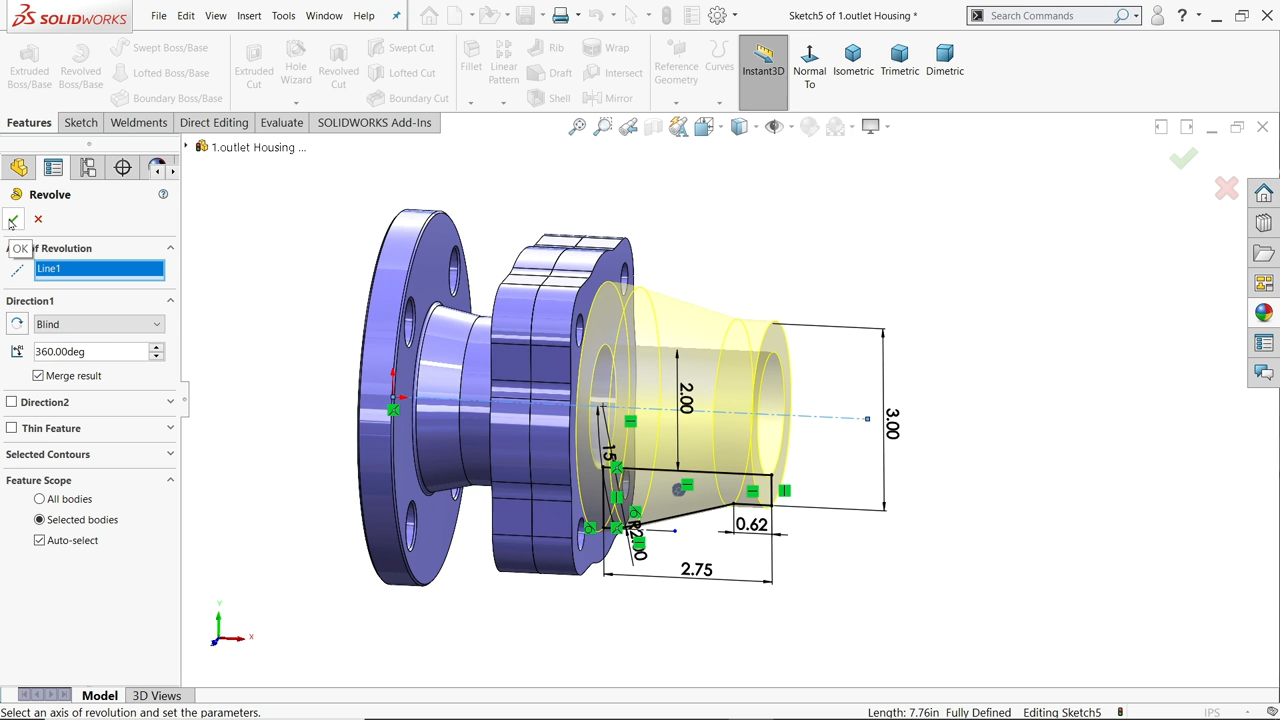 SOLIDWORKS
File Edit View Insert Tools Window Help
Sketch5 of 1.outlet Housing *
Search Commands
?
Extruded Boss/Base
Revolved Boss/Base
Swept Boss/Base
Lofted Boss/Base
Boundary Boss/Base
Extruded Cut
Hole Wizard
Revolved Cut
Swept Cut
Lofted Cut
Boundary Cut
Fillet
Linear Pattern
Rib
Draft
Shell
Wrap
Intersect
Mirror
Reference Geometry
Curves
Instant3D
Normal To
Isometric
Trimetric
Dimetric
Features Sketch Weldments Direct Editing Evaluate SOLIDWORKS Add-Ins
1.outlet Housing ...
Revolve
OK
of Revolution
Line1
Direction1
Blind
360.00deg
Merge result
Direction2
Thin Feature
Selected Contours
Feature Scope
All bodies
Selected bodies
Auto-select
2.00
3.00
0.62
2.75
Y
X
Z
Model 3D Views
Select an axis of revolution and set the parameters.
Length: 7.76in Fully Defined Editing Sketch5 IPS